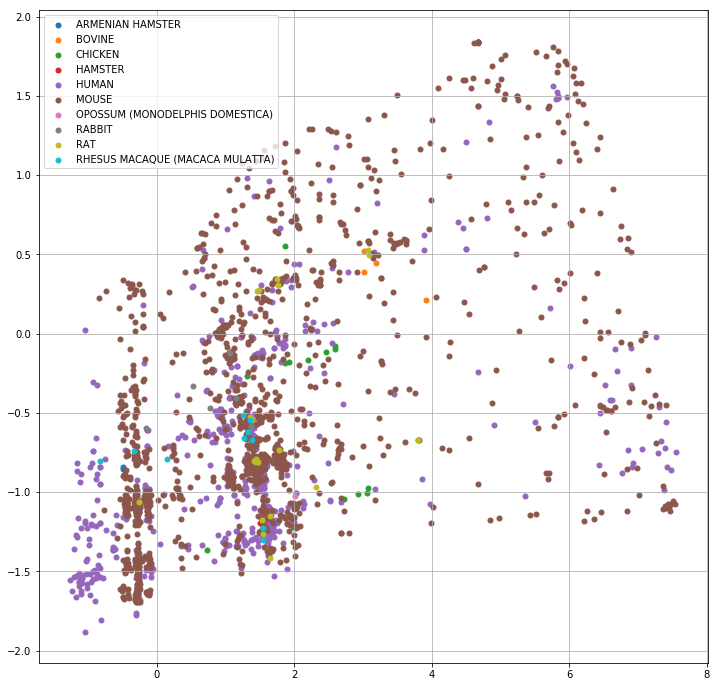 2.0
1.5
1.0
0.5
0.0
−0.5
−1.0
−1.5
−2.0
ARMENIAN HAMSTER
BOVINE
CHICKEN
HAMSTER
HUMAN
MOUSE
OPOSSUM (MONODELPHIS DOMESTICA)
RABBIT
RAT
RHESUS MACAQUE (MACACA MULATTA)
0 2 4 6 8